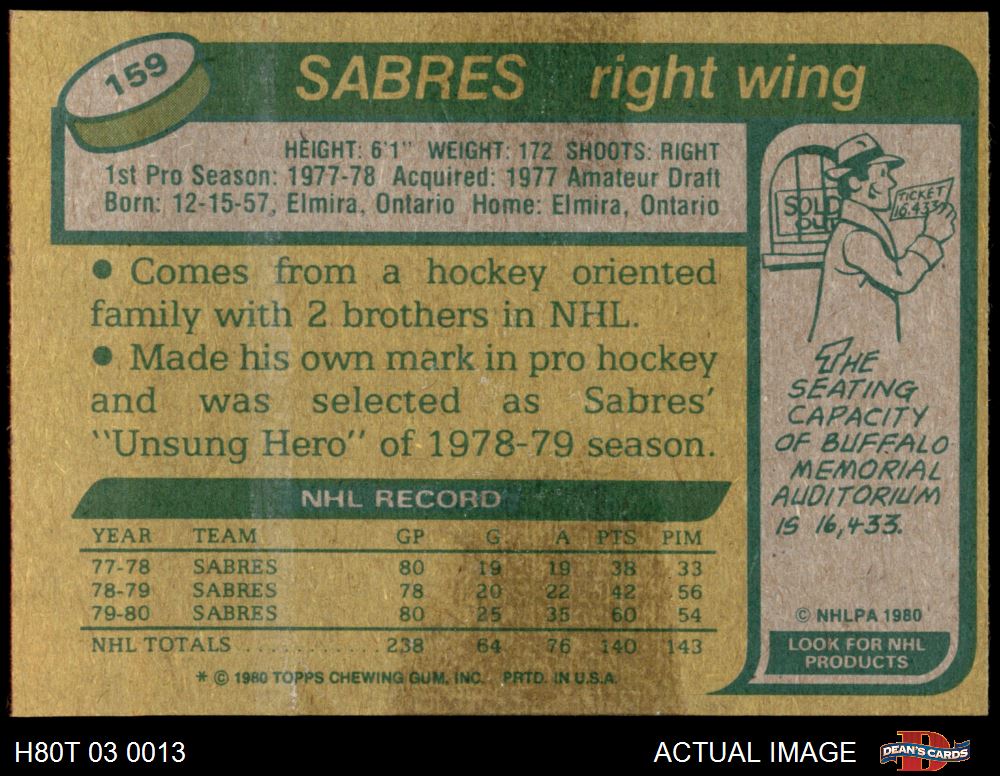 159
SABRES right wing
HEIGHT: 6'1" WEIGHT: 172 SHOOTS: RIGHT
1st Pro Season: 1977-78 Acquired: 1977 Amateur Draft
Born: 12-15-57, Elmira, Ontario Home: Elmira, Ontario
• Comes from a hockey oriented
family with 2 brothers in NHL.
• Made his own mark in pro hockey
and was selected as Sabres'
"Unsung Hero" of 1978-79 season.
NHL RECORD
YEAR TEAM GP G A PTS PIM
77-78 SABRES 80 19 19 38 33
78-79 SABRES 78 20 22 42 56
79-80 SABRES 80 25 35 60 54
NHL TOTALS ........... 238 64 76 140 143
* © 1980 TOPPS CHEWING GUM, INC. PRTD. IN U.S.A.
SOLD
OUT
TICKET
16,433
THE
SEATING
CAPACITY
OF BUFFALO
MEMORIAL
AUDITORIUM
IS 16,433.
© NHLPA 1980
LOOK FOR NHL
PRODUCTS
H80T 03 0013
ACTUAL IMAGE
DEAN'S CARDS